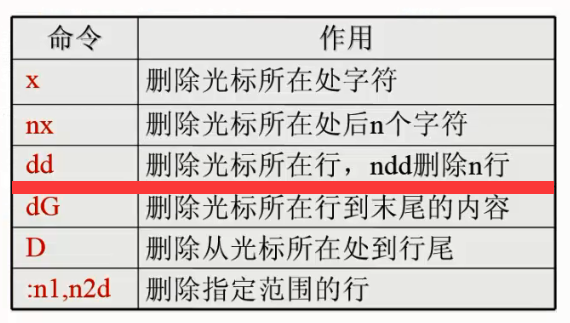 命令 作用
x 删除光标所在处字符
nx 删除光标所在处后n个字符
dd 删除光标所在行，ndd删除n行
dG 删除光标所在行到末尾的内容
D 删除从光标所在处到行尾
:n1,n2d 删除指定范围的行